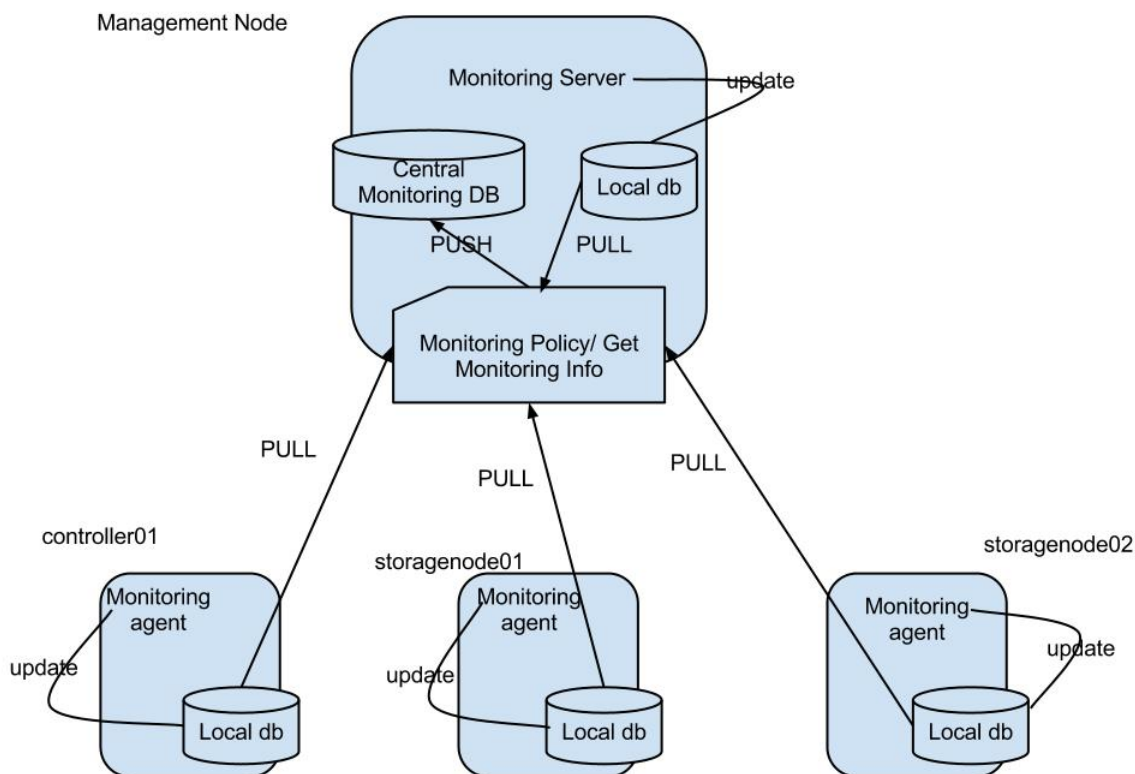 Management Node
Monitoring Server
update
Central
Monitoring DB
Local db
PUSH
PULL
Monitoring Policy/ Get
Monitoring Info
PULL
PULL
PULL
controller01
storagenode01
storagenode02
Monitoring
agent
Monitoring
agent
Monitoring
agent
update
update
update
Local db
Local db
Local db